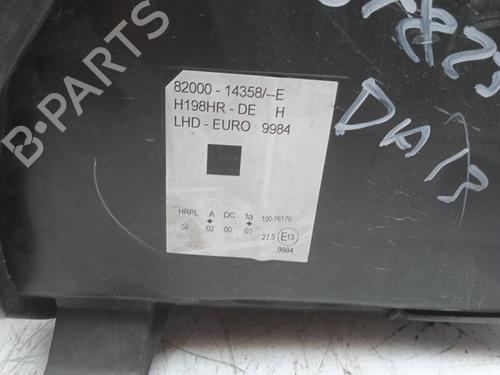 B-PARTS
82000 - 14358/--E
H198HR - DE H
LHD - EURO 9984
HRPL A DC 1a 100-16170
04 02 00 01 27.5 E13
9984
DA13